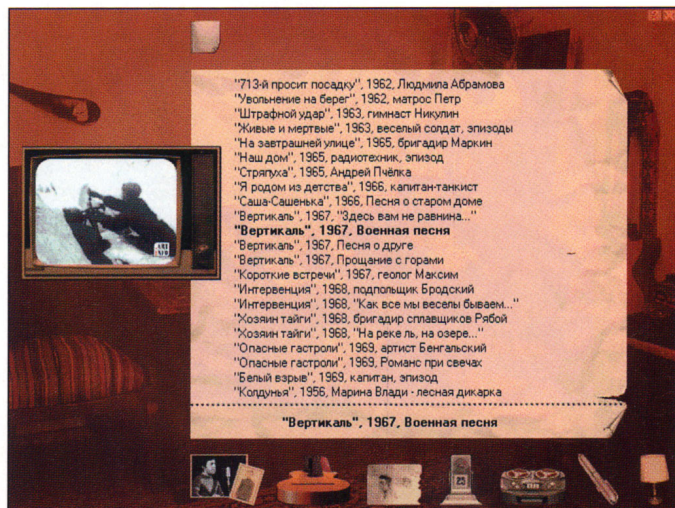 "713-й просит посадку", 1962, Людмила Абрамова
"Увольнение на берег", 1962, матрос Петр
"Штрафной удар", 1963, гимнаст Никулин
"Живые и мертвые", 1963, веселый солдат, эпизоды
"На завтрашней улице", 1965, бригадир Маркин
"Наш дом", 1965, радиотехник, эпизод
"Стряпуха", 1965, Андрей Пчёлка
"Я родом из детства", 1966, капитан-танкист
"Саша-Сашенька", 1966, Песня о старом доме
"Вертикаль", 1967, "Здесь вам не равнина..."
"Вертикаль", 1967, Военная песня
"Вертикаль", 1967, Песня о друге
"Вертикаль", 1967, Прощание с горами
"Короткие встречи", 1967, геолог Максим
"Интервенция", 1968, подпольщик Бродский
"Интервенция", 1968, "Как все мы веселы бываем..."
"Хозяин тайги", 1968, бригадир сплавщиков Рябой
"Хозяин тайги", 1968, "На реке ль, на озере..."
"Опасные гастроли", 1969, артист Бенгальский
"Опасные гастроли", 1969, Романс при свечах
"Белый взрыв", 1969, капитан, эпизод
"Колдунья", 1956, Марина Влади - лесная дикарка
"Вертикаль", 1967, Военная песня